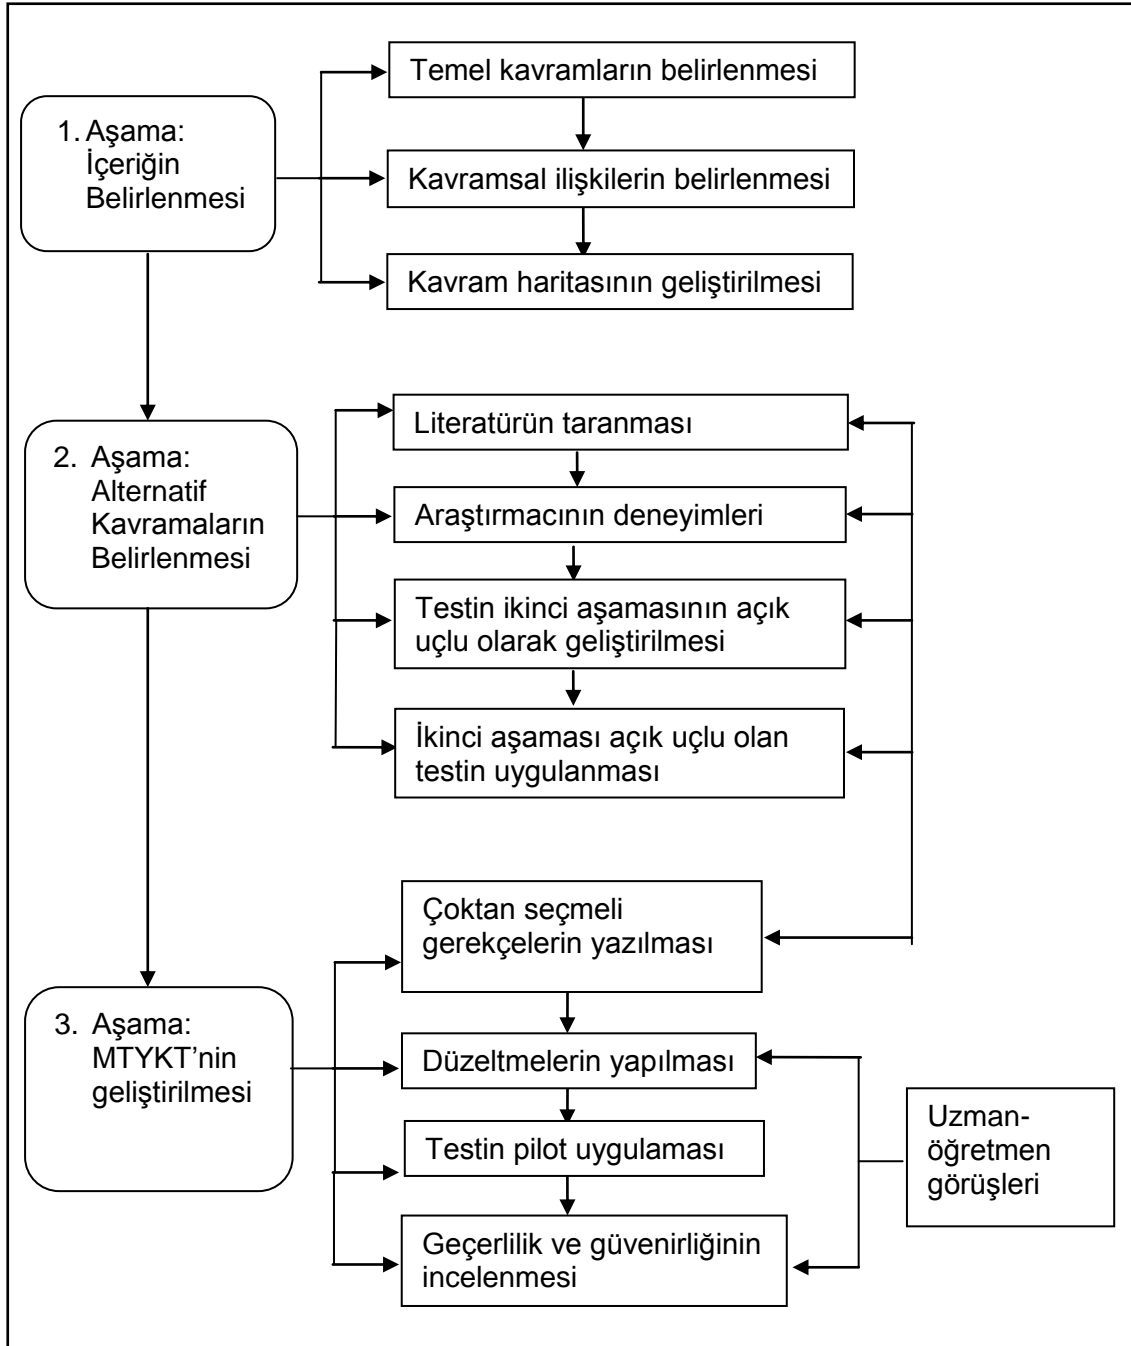 Temel kavramların belirlenmesi
1. Aşama:
İçeriğin
Belirlenmesi
Kavramsal ilişkilerin belirlenmesi
Kavram haritasının geliştirilmesi
Literatürün taranması
2. Aşama:
Alternatif
Kavramaların
Belirlenmesi
Araştırmacının deneyimleri
Testin ikinci aşamasının açık
uçlu olarak geliştirilmesi
İkinci aşaması açık uçlu olan
testin uygulanması
Çoktan seçmeli
gerekçelerin yazılması
3. Aşama:
MTYKT’nin
geliştirilmesi
Düzeltmelerin yapılması
Testin pilot uygulaması
Geçerlilik ve güvenirliğinin
incelenmesi
Uzman-
öğretmen
görüşleri